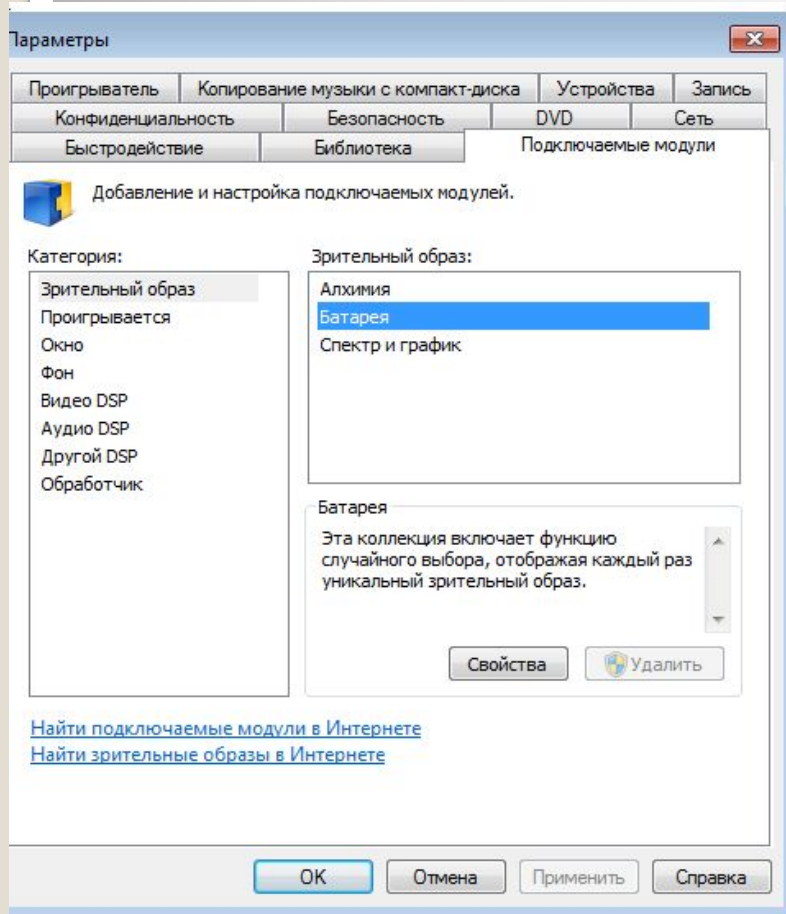 Параметры
Проигрыватель Копирование музыки с компакт-диска Устройства Запись
Конфиденциальность Безопасность DVD Сеть
Быстродействие Библиотека Подключаемые модули
Добавление и настройка подключаемых модулей.
Категория:
Зрительный образ
Проигрывается
Окно
Фон
Видео DSP
Аудио DSP
Другой DSP
Обработчик
Зрительный образ:
Алхимия
Батарея
Спектр и график
Батарея
Эта коллекция включает функцию
случайного выбора, отображая каждый раз
уникальный зрительный образ.
Свойства Удалить
Найти подключаемые модули в Интернете
Найти зрительные образы в Интернете
OK Отмена Применить Справка